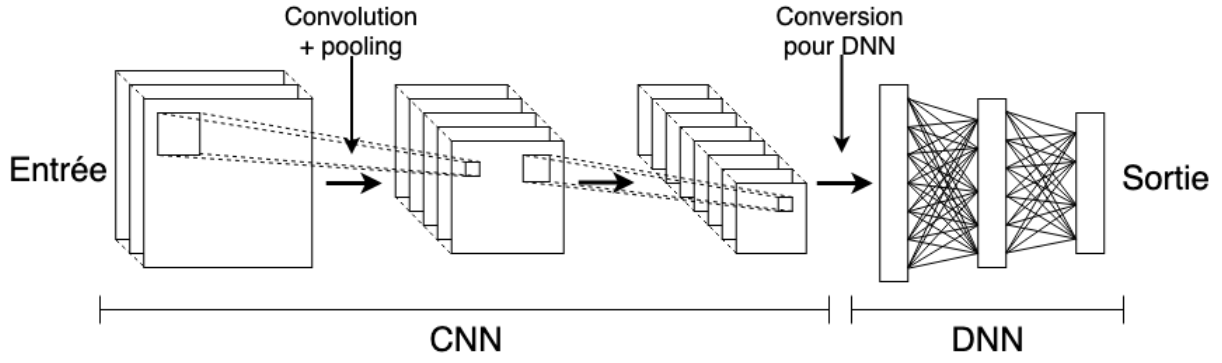 Convolution
+ pooling
Conversion
pour DNN
Entrée
Sortie
CNN
DNN